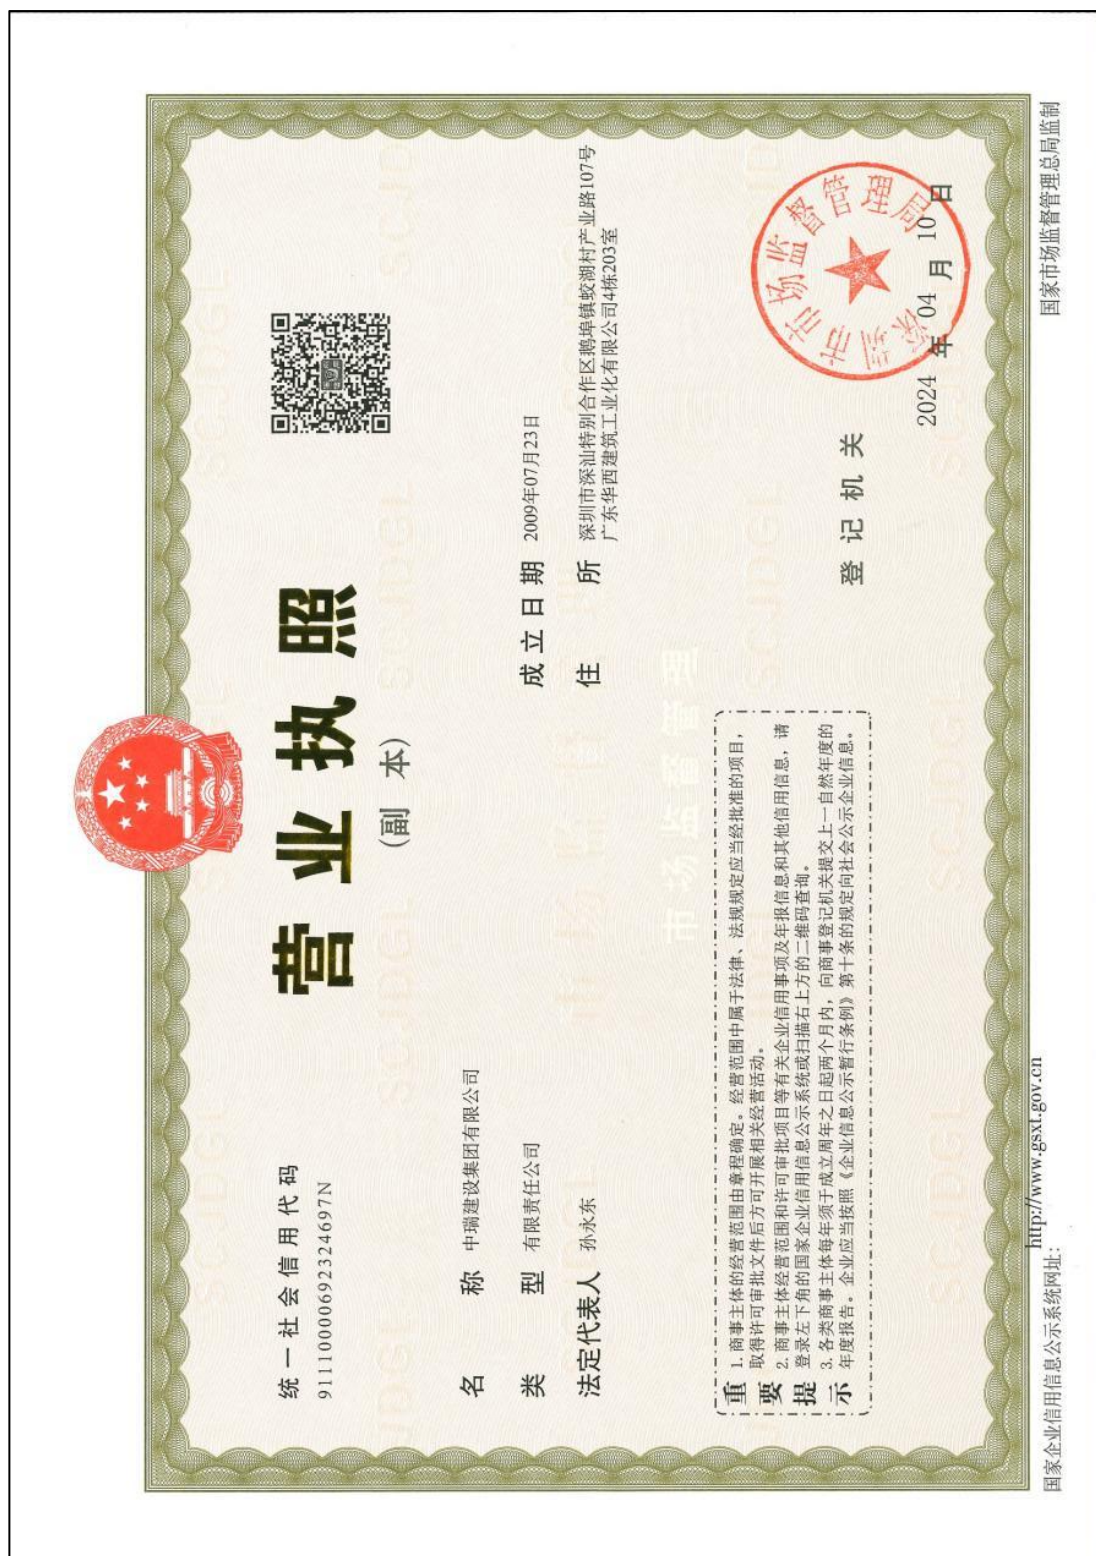 营业执照
(副 本)
统一社会信用代码
91110000692324697N
名 称 中瑞建设集团有限公司
类 型 有限责任公司
法定代表人 孙永东
成立日期 2009年07月23日
住 所 深圳市深汕特别合作区鹅埠镇蛟湖村产业路107号
广东华西建筑工业化有限公司4栋203室
重要提示
1. 商事主体的经营范围由章程确定。经营范围中属于法律、法规规定应当经批准的项目，
取得许可审批文件后方可开展相关经营活动。
2. 商事主体经营范围和许可审批项目等有关企业信用事项及年报信息和其他信用信息，请
登录左下角的国家企业信用信息公示系统或扫描右上方的二维码查询。
3. 各类商事主体每年须于成立周年之日起两个月内，向商事登记机关提交上一自然年度的
年度报告。企业应当按照《企业信息公示暂行条例》第十条的规定向社会公示企业信息。
登记机关
深圳市市场监督管理局
2024 年 04 月 10 日
市场监督管理
SCJDGL
国家企业信用信息公示系统网址：http://www.gsxt.gov.cn
国家市场监督管理总局监制